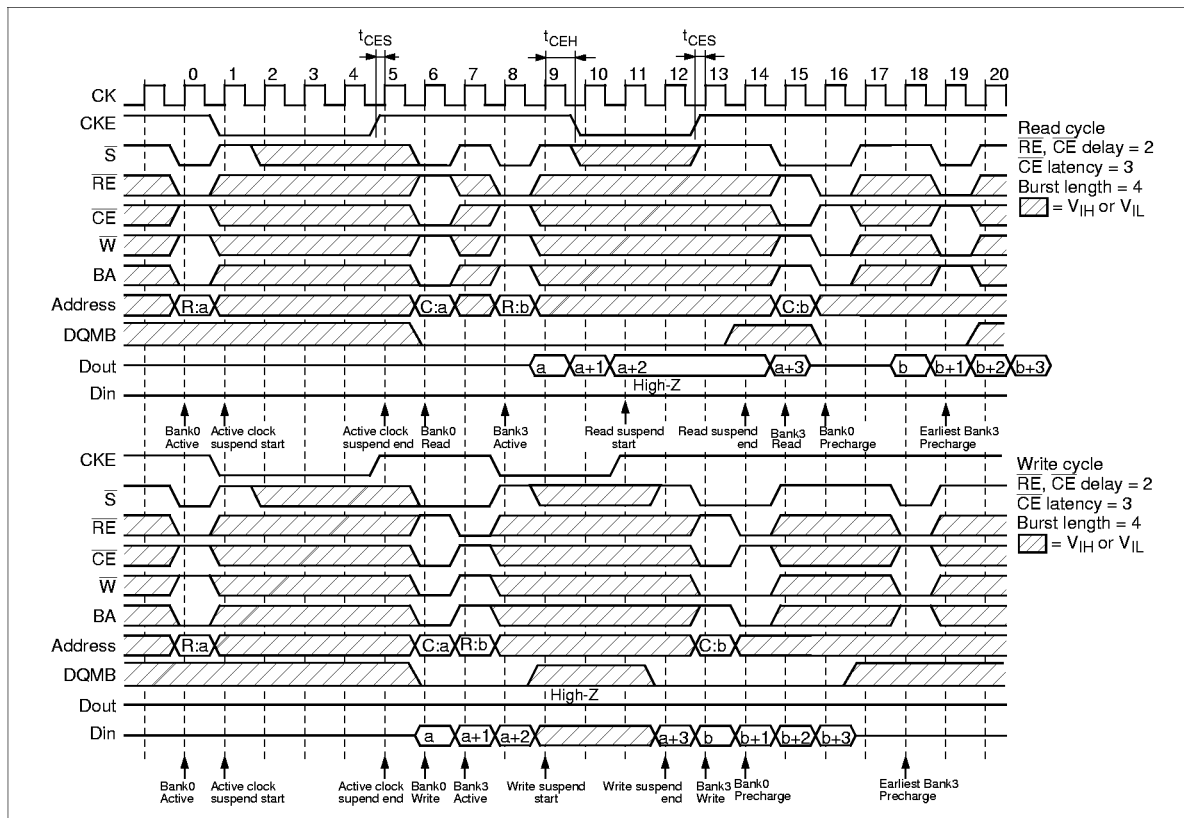 tCES tCEH tCES
0 1 2 3 4 5 6 7 8 9 10 11 12 13 14 15 16 17 18 19 20
CK
CKE
S
RE
CE
W
BA
Address R:a C:a R:b C:b
DQMB
Dout a a+1 a+2 a+3 b b+1 b+2 b+3
High-Z
Din
Read cycle
RE, CE delay = 2
CE latency = 3
Burst length = 4
= VIH or VIL
Bank0 Active clock Active clock Bank0 Bank3 Read suspend Read suspend Bank3 Bank0 Earliest Bank3
Active suspend start suspend end Read Active start end Read Precharge Precharge
CKE
S
RE
CE
W
BA
Address R:a C:a R:b C:b
DQMB
High-Z
Dout
Din a a+1 a+2 a+3 b b+1 b+2 b+3
Write cycle
RE, CE delay = 2
CE latency = 3
Burst length = 4
= VIH or VIL
Bank0 Active clock Active clock Bank0 Bank3 Write suspend Write suspend Bank3 Bank0 Earliest Bank3
Active suspend start supend end Write Active start end Write Precharge Precharge